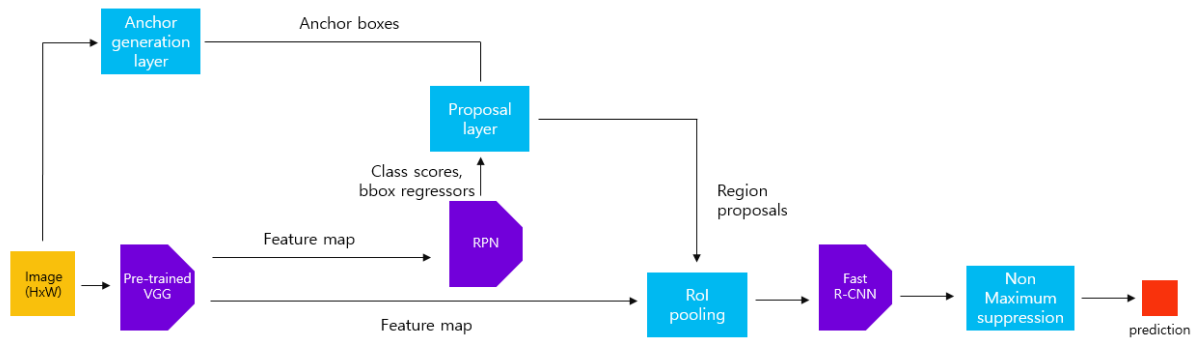 Anchor
generation
layer
Anchor boxes
Proposal
layer
Class scores,
bbox regressors
Region
proposals
Feature map
RPN
Image
(HxW)
Pre-trained
VGG
Feature map
RoI
pooling
Fast
R-CNN
Non
Maximum
suppression
prediction